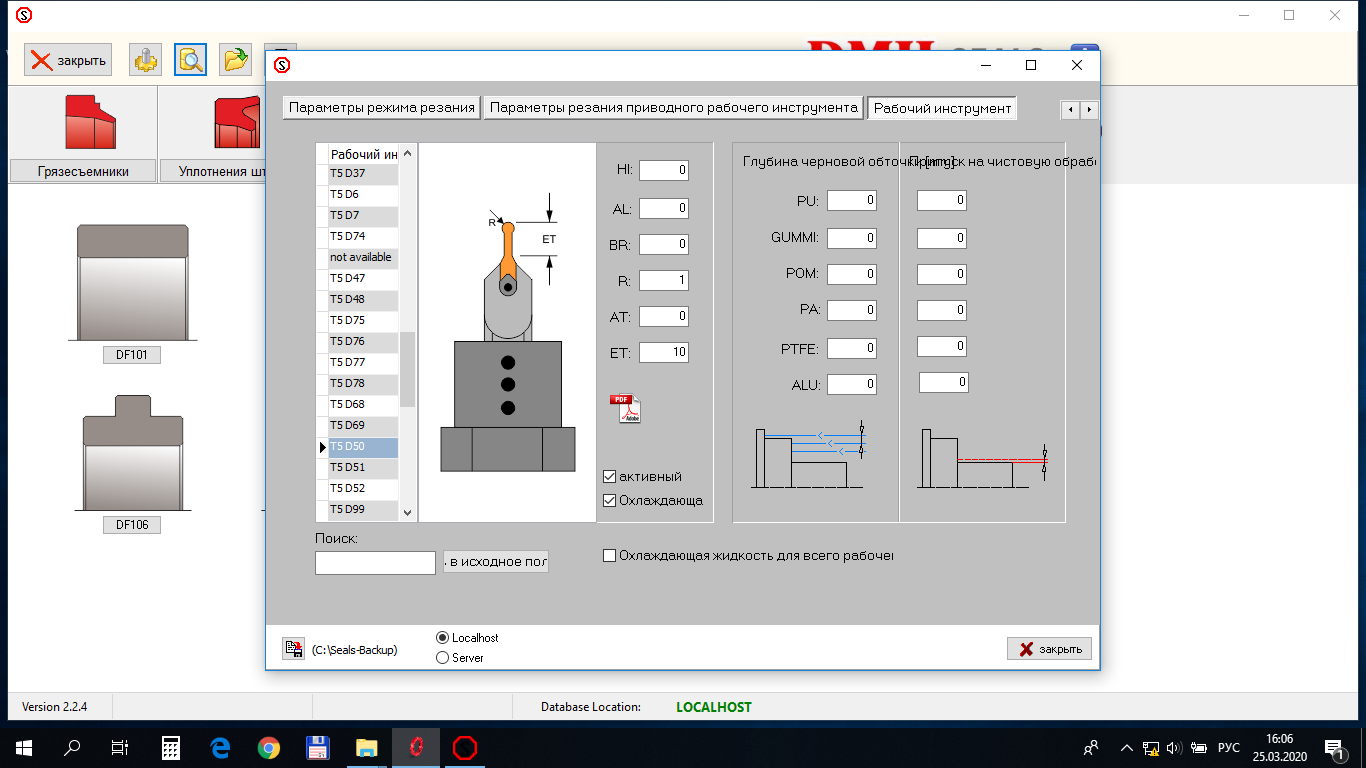 закрыть
Грязесъемники
Уплотнения шт
DF101
DF106
Параметры режима резания
Параметры резания приводного рабочего инструмента
Рабочий инструмент
Рабочий ин
T5 D37
T5 D6
T5 D7
T5 D74
not available
T5 D47
T5 D48
T5 D75
T5 D76
T5 D77
T5 D78
T5 D68
T5 D69
T5 D50
T5 D51
T5 D52
T5 D99
R
ET
HI: 0
AL: 0
BR: 0
R: 1
AT: 0
ET: 10
PDF
Adobe
активный
Охлаждающа
Глубина черновой обточки
Припуск на чистовую обраб
PU: 0 0
GUMMI: 0 0
POM: 0 0
PA: 0 0
PTFE: 0 0
ALU: 0 0
Поиск:
в исходное пол
Охлаждающая жидкость для всего рабочег
(C:\Seals-Backup)
Localhost
Server
закрыть
Version 2.2.4
Database Location:
LOCALHOST
РУС
16:06
25.03.2020
1